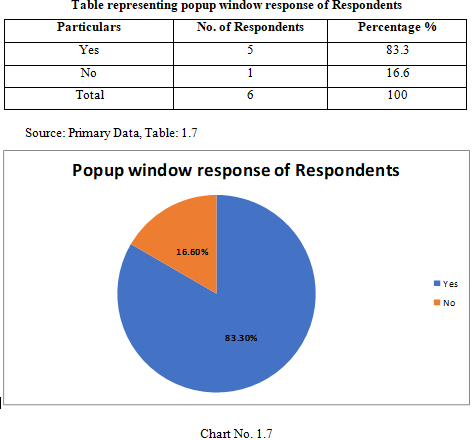 Table representing popup window response of Respondents
Particulars No. of Respondents Percentage %
Yes 5 83.3
No 1 16.6
Total 6 100
Source: Primary Data, Table: 1.7
Popup window response of Respondents
16.60%
Yes
No
83.30%
Chart No. 1.7